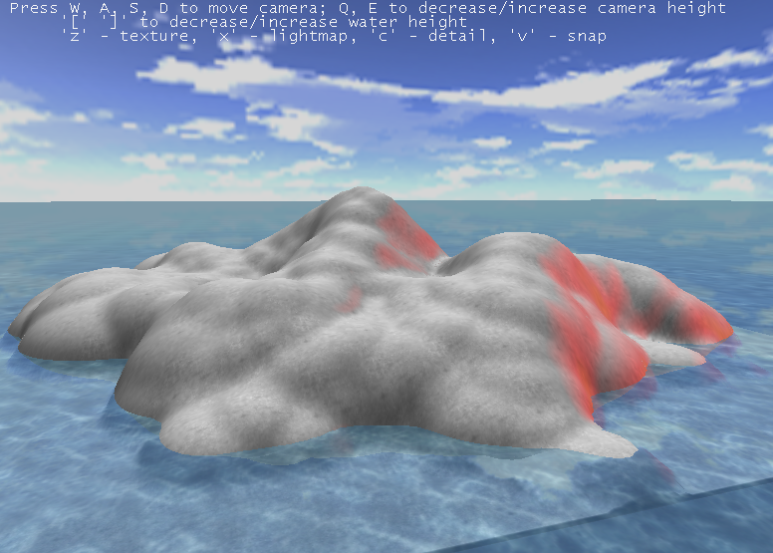 Press W, A, S, D to move camera; Q, E to decrease/increase camera height
'[' ']' to decrease/increase water height
'z' - texture, 'x' - lightmap, 'c' - detail, 'v' - snap